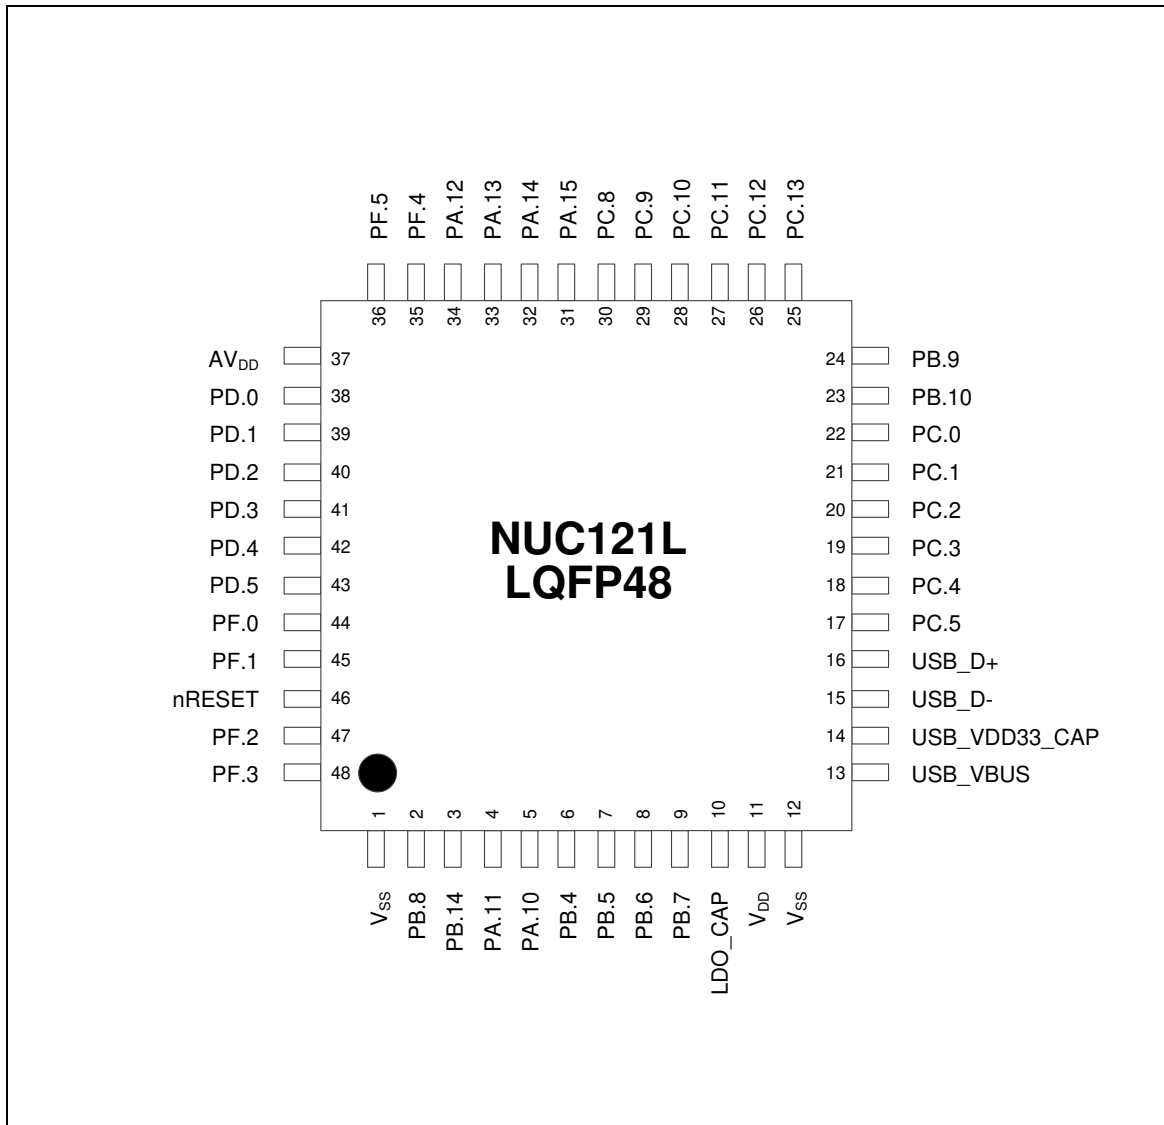 PF.5
PF.4
PA.12
PA.13
PA.14
PA.15
PC.8
PC.9
PC.10
PC.11
PC.12
PC.13
36
35
34
33
32
31
30
29
28
27
26
25
AVDD 37
24 PB.9
PD.0 38
23 PB.10
PD.1 39
22 PC.0
PD.2 40
21 PC.1
PD.3 41
20 PC.2
PD.4 42
19 PC.3
PD.5 43
18 PC.4
PF.0 44
17 PC.5
PF.1 45
16 USB_D+
nRESET 46
15 USB_D-
PF.2 47
14 USB_VDD33_CAP
PF.3 48
13 USB_VBUS
NUC121L
LQFP48
1
2
3
4
5
6
7
8
9
10
11
12
VSS
PB.8
PB.14
PA.11
PA.10
PB.4
PB.5
PB.6
PB.7
LDO_CAP
VDD
VSS